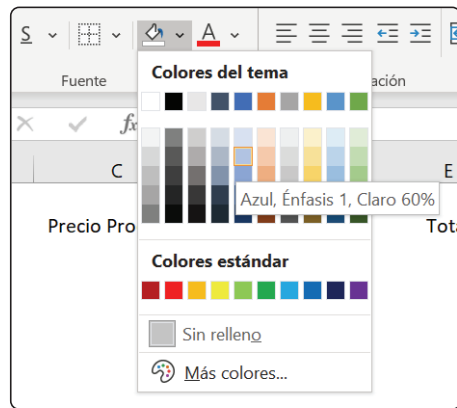 S A
Fuente
Colores del tema
ación
fx
C E
Azul, Énfasis 1, Claro 60%
Precio Pro Tota
Colores estándar
Sin relleno
Más colores...